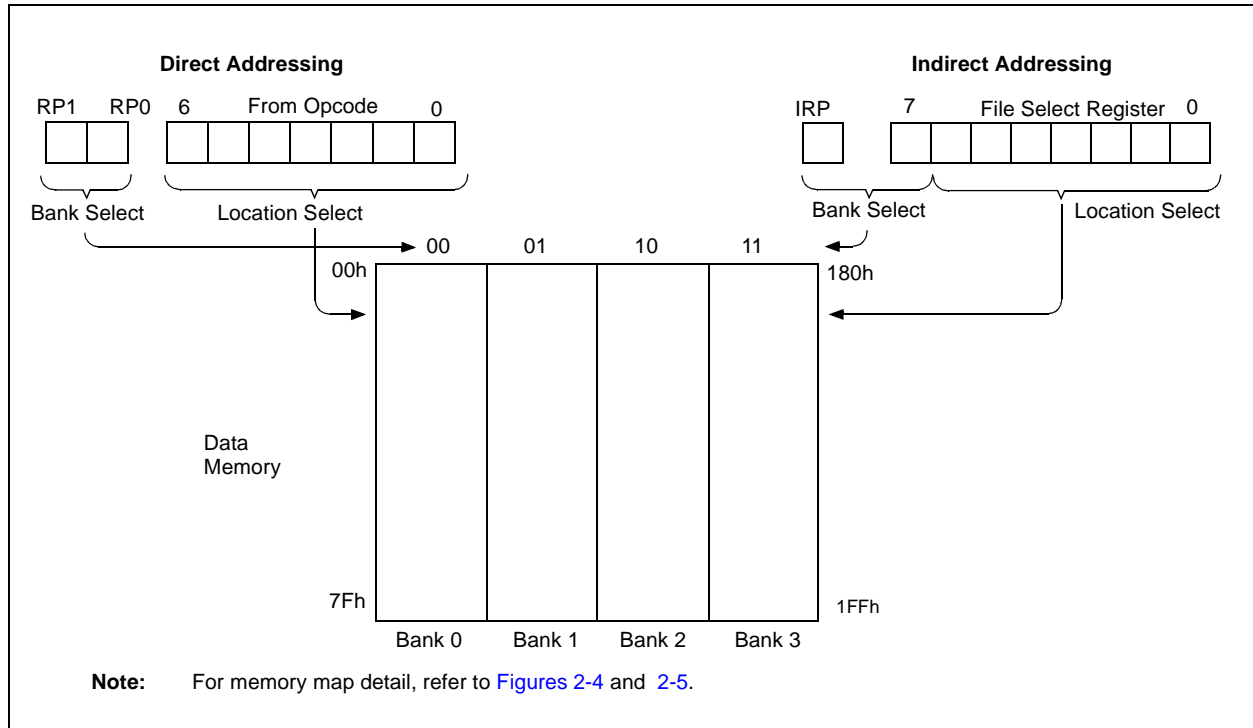 Direct Addressing
Indirect Addressing
RP1 RP0 6 From Opcode 0
IRP 7 File Select Register 0
Bank Select Location Select
Bank Select Location Select
00 01 10 11
00h
180h
Data
Memory
7Fh
1FFh
Bank 0 Bank 1 Bank 2 Bank 3
Note: For memory map detail, refer to Figures 2-4 and 2-5.